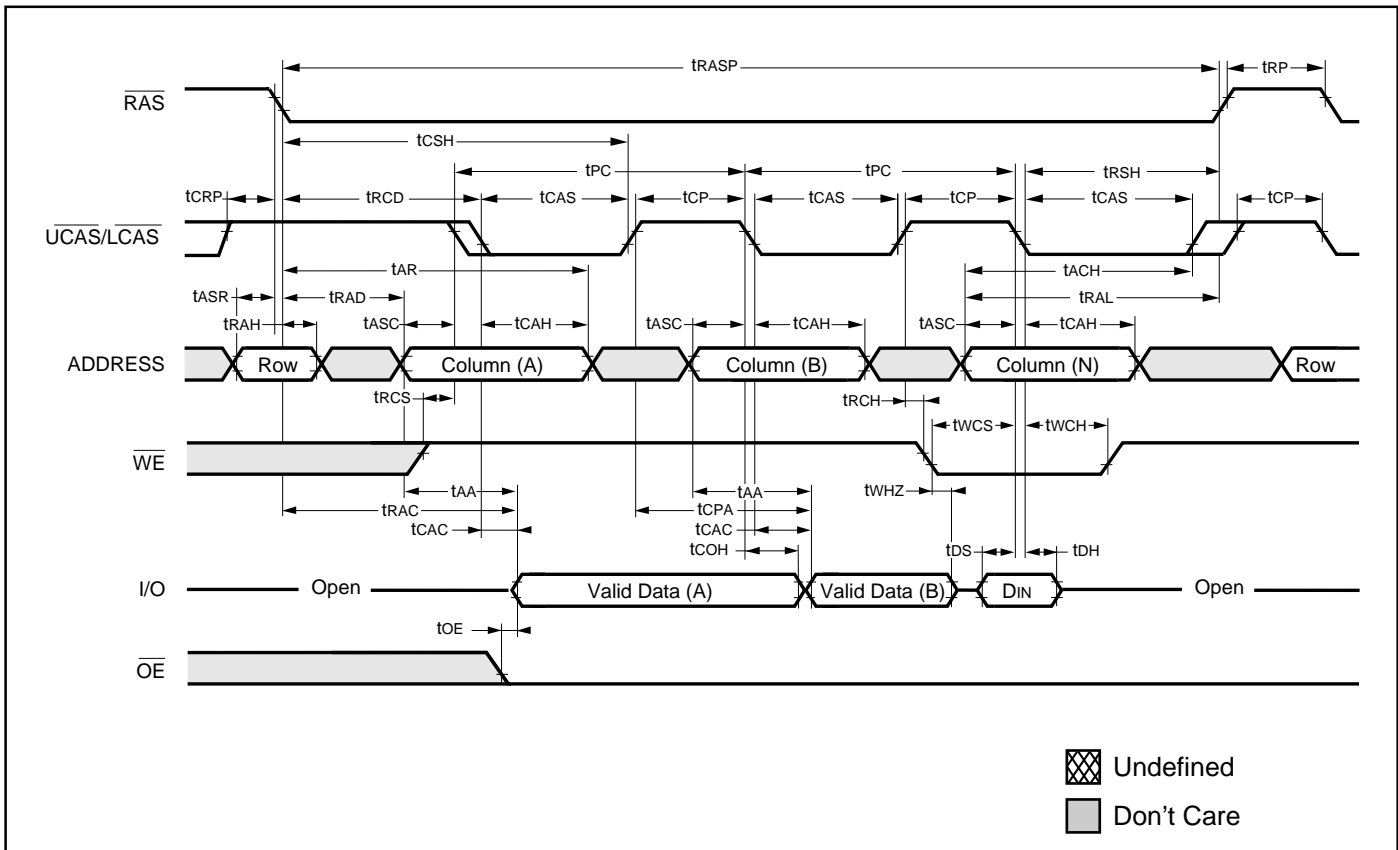 tRASP tRP
RAS
tCSH
tPC tPC tRSH
tCRP tRCD tCAS tCP tCAS tCP tCAS tCP
UCAS/LCAS
tAR tACH
tASR tRAD tRAL
tRAH tASC tCAH tASC tCAH tASC tCAH
ADDRESS Row Column (A) Column (B) Column (N) Row
tRCS tRCH
tWCS tWCH
WE
tAA tAA tWHZ
tRAC tCPA
tCAC tCAC
tCOH tDS tDH
I/O Open Valid Data (A) Valid Data (B) DIN Open
tOE
OE
Undefined
Don't Care